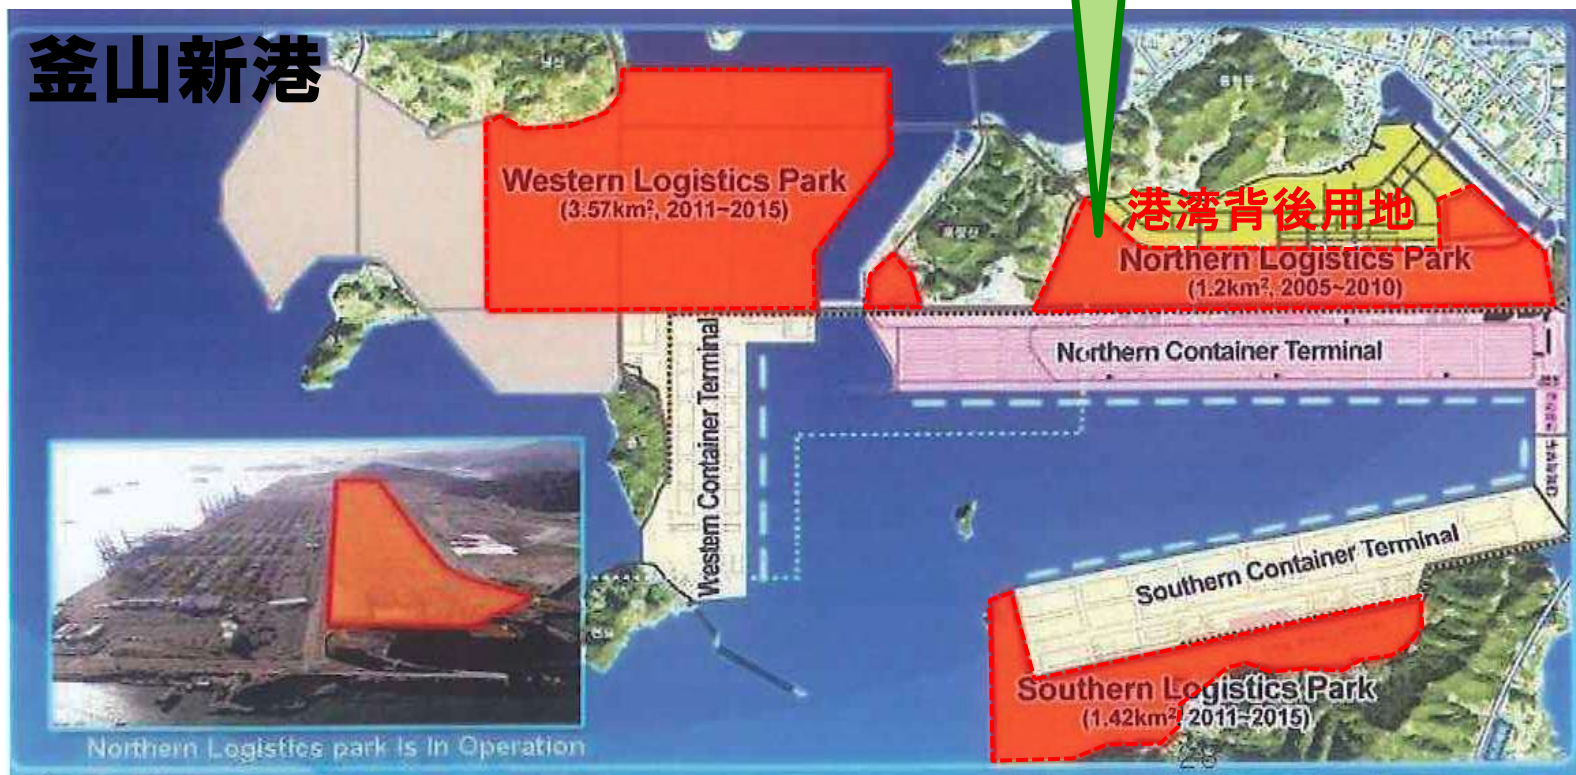 釜山新港
Western Logistics Park
(3.57km², 2011~2015)
港湾背後用地
Northern Logistics Park
(1.2km², 2005~2010)
Northern Container Terminal
Western Container Terminal
Southern Container Terminal
Southern Logistics Park
(1.42km², 2011~2015)
Northern Logistics park Is In Operation